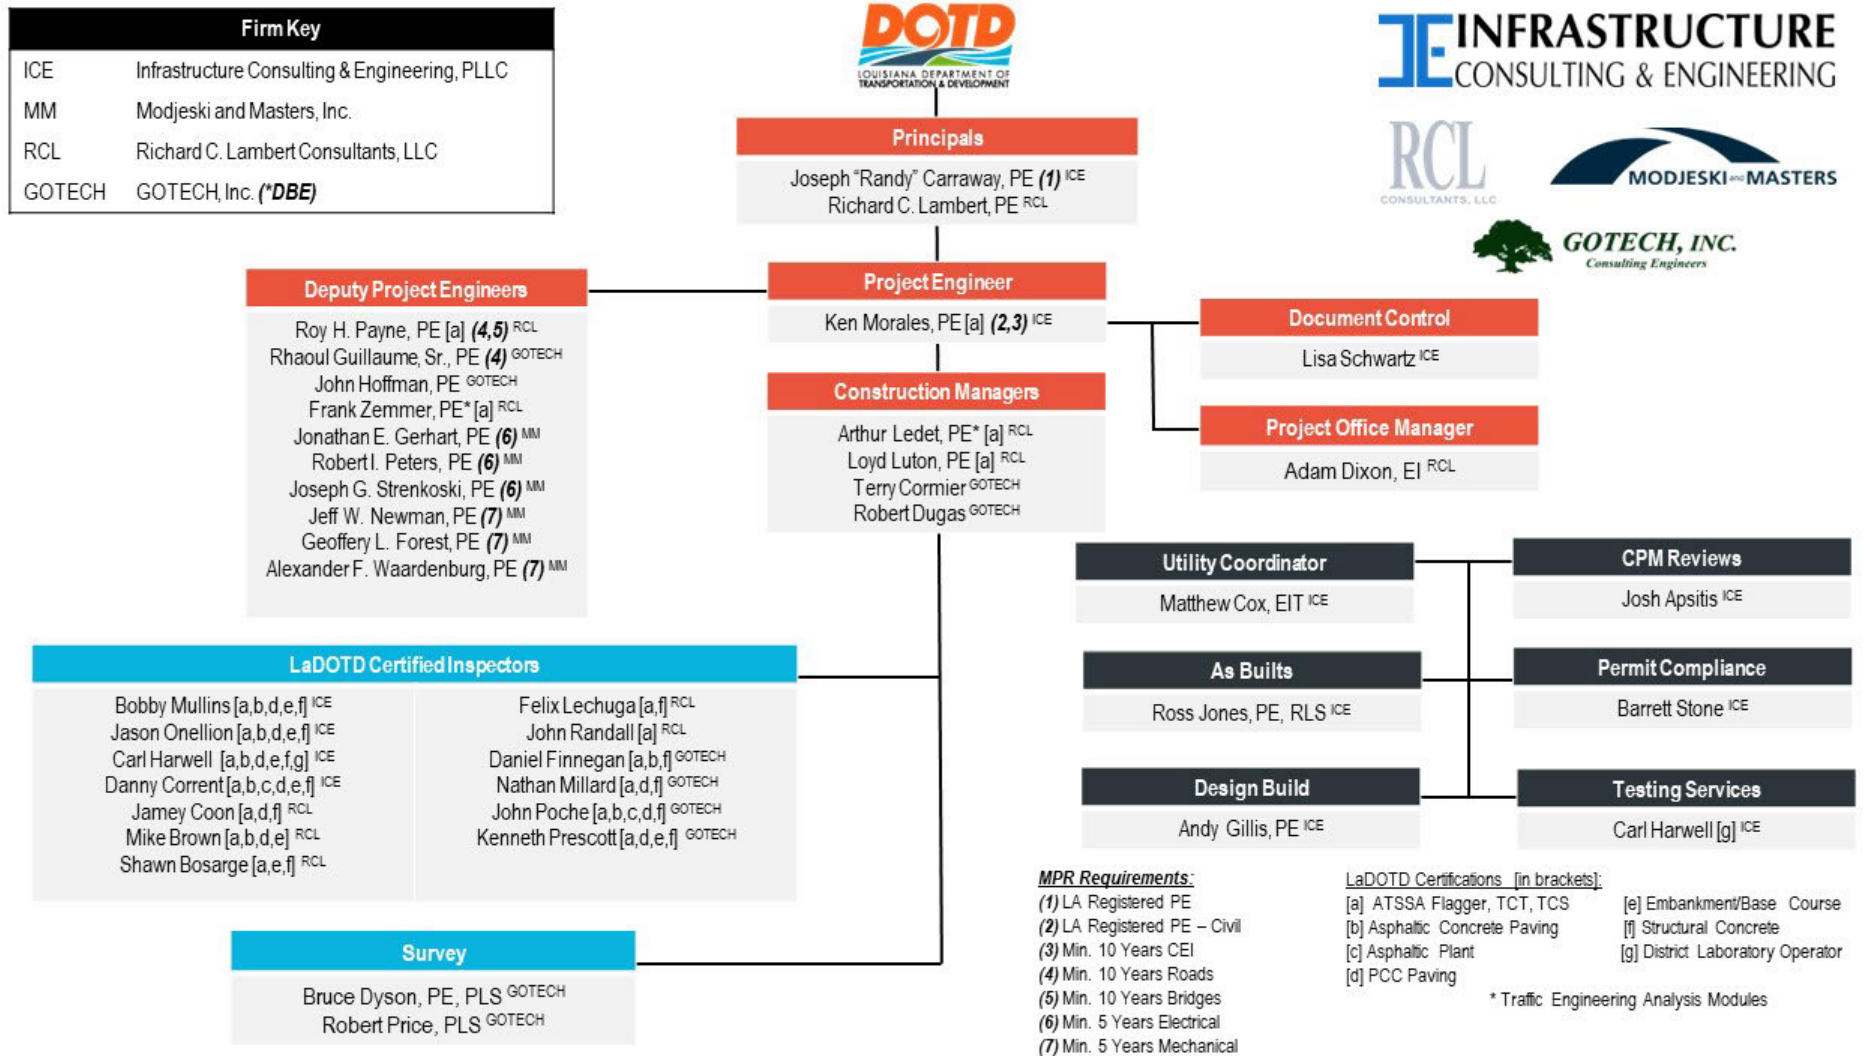 Firm Key
ICE Infrastructure Consulting & Engineering, PLLC
MM Modjeski and Masters, Inc.
RCL Richard C. Lambert Consultants, LLC
GOTECH GOTECH, Inc. (*DBE)
DOTD
LOUISIANA DEPARTMENT OF
TRANSPORTATION & DEVELOPMENT
INFRASTRUCTURE
CONSULTING & ENGINEERING
RCL
CONSULTANTS, LLC
MODJESKI and MASTERS
GOTECH, INC.
Consulting Engineers
Principals
Joseph “Randy” Carraway, PE (1) ICE
Richard C. Lambert, PE RCL
Project Engineer
Ken Morales, PE [a] (2,3) ICE
Deputy Project Engineers
Roy H. Payne, PE [a] (4,5) RCL
Rhaoul Guillaume, Sr., PE (4) GOTECH
John Hoffman, PE GOTECH
Frank Zemmer, PE* [a] RCL
Jonathan E. Gerhart, PE (6) MM
Robert I. Peters, PE (6) MM
Joseph G. Strenkoski, PE (6) MM
Jeff W. Newman, PE (7) MM
Geoffery L. Forest, PE (7) MM
Alexander F. Waardenburg, PE (7) MM
Construction Managers
Arthur Ledet, PE* [a] RCL
Loyd Luton, PE [a] RCL
Terry Cormier GOTECH
Robert Dugas GOTECH
Document Control
Lisa Schwartz ICE
Project Office Manager
Adam Dixon, EI RCL
Utility Coordinator
Matthew Cox, EIT ICE
CPM Reviews
Josh Apsitis ICE
As Builts
Ross Jones, PE, RLS ICE
Permit Compliance
Barrett Stone ICE
Design Build
Andy Gillis, PE ICE
Testing Services
Carl Harwell [g] ICE
LaDOTD Certified Inspectors
Bobby Mullins [a,b,d,e,f] ICE
Jason Onellion [a,b,d,e,f] ICE
Carl Harwell [a,b,d,e,f,g] ICE
Danny Corrent [a,b,c,d,e,f] ICE
Jamey Coon [a,d,f] RCL
Mike Brown [a,b,d,e] RCL
Shawn Bosarge [a,e,f] RCL
Felix Lechuga [a,f] RCL
John Randall [a] RCL
Daniel Finnegan [a,b,f] GOTECH
Nathan Millard [a,d,f] GOTECH
John Poche [a,b,c,d,f] GOTECH
Kenneth Prescott [a,d,e,f] GOTECH
Survey
Bruce Dyson, PE, PLS GOTECH
Robert Price, PLS GOTECH
MPR Requirements:
(1) LA Registered PE
(2) LA Registered PE – Civil
(3) Min. 10 Years CEI
(4) Min. 10 Years Roads
(5) Min. 10 Years Bridges
(6) Min. 5 Years Electrical
(7) Min. 5 Years Mechanical
LaDOTD Certifications [in brackets]:
[a] ATSSA Flagger, TCT, TCS
[b] Asphaltic Concrete Paving
[c] Asphaltic Plant
[d] PCC Paving
[e] Embankment/Base Course
[f] Structural Concrete
[g] District Laboratory Operator
* Traffic Engineering Analysis Modules